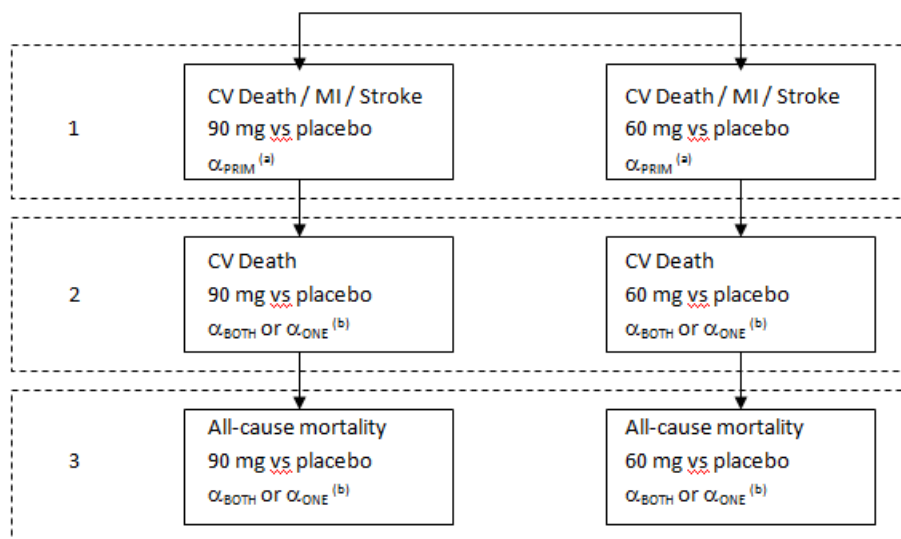 1
CV Death / MI / Stroke
90 mg vs placebo
αPRIM (a)
CV Death / MI / Stroke
60 mg vs placebo
αPRIM (a)
2
CV Death
90 mg vs placebo
αBOTH or αONE (b)
CV Death
60 mg vs placebo
αBOTH or αONE (b)
3
All-cause mortality
90 mg vs placebo
αBOTH or αONE (b)
All-cause mortality
60 mg vs placebo
αBOTH or αONE (b)